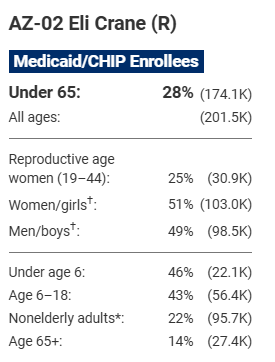 AZ-02 Eli Crane (R)
Medicaid/CHIP Enrollees
Under 65: 28% (174.1K)
All ages: (201.5K)
Reproductive age
women (19–44): 25% (30.9K)
Women/girls†: 51% (103.0K)
Men/boys†: 49% (98.5K)
Under age 6: 46% (22.1K)
Age 6–18: 43% (56.4K)
Nonelderly adults*: 22% (95.7K)
Age 65+: 14% (27.4K)